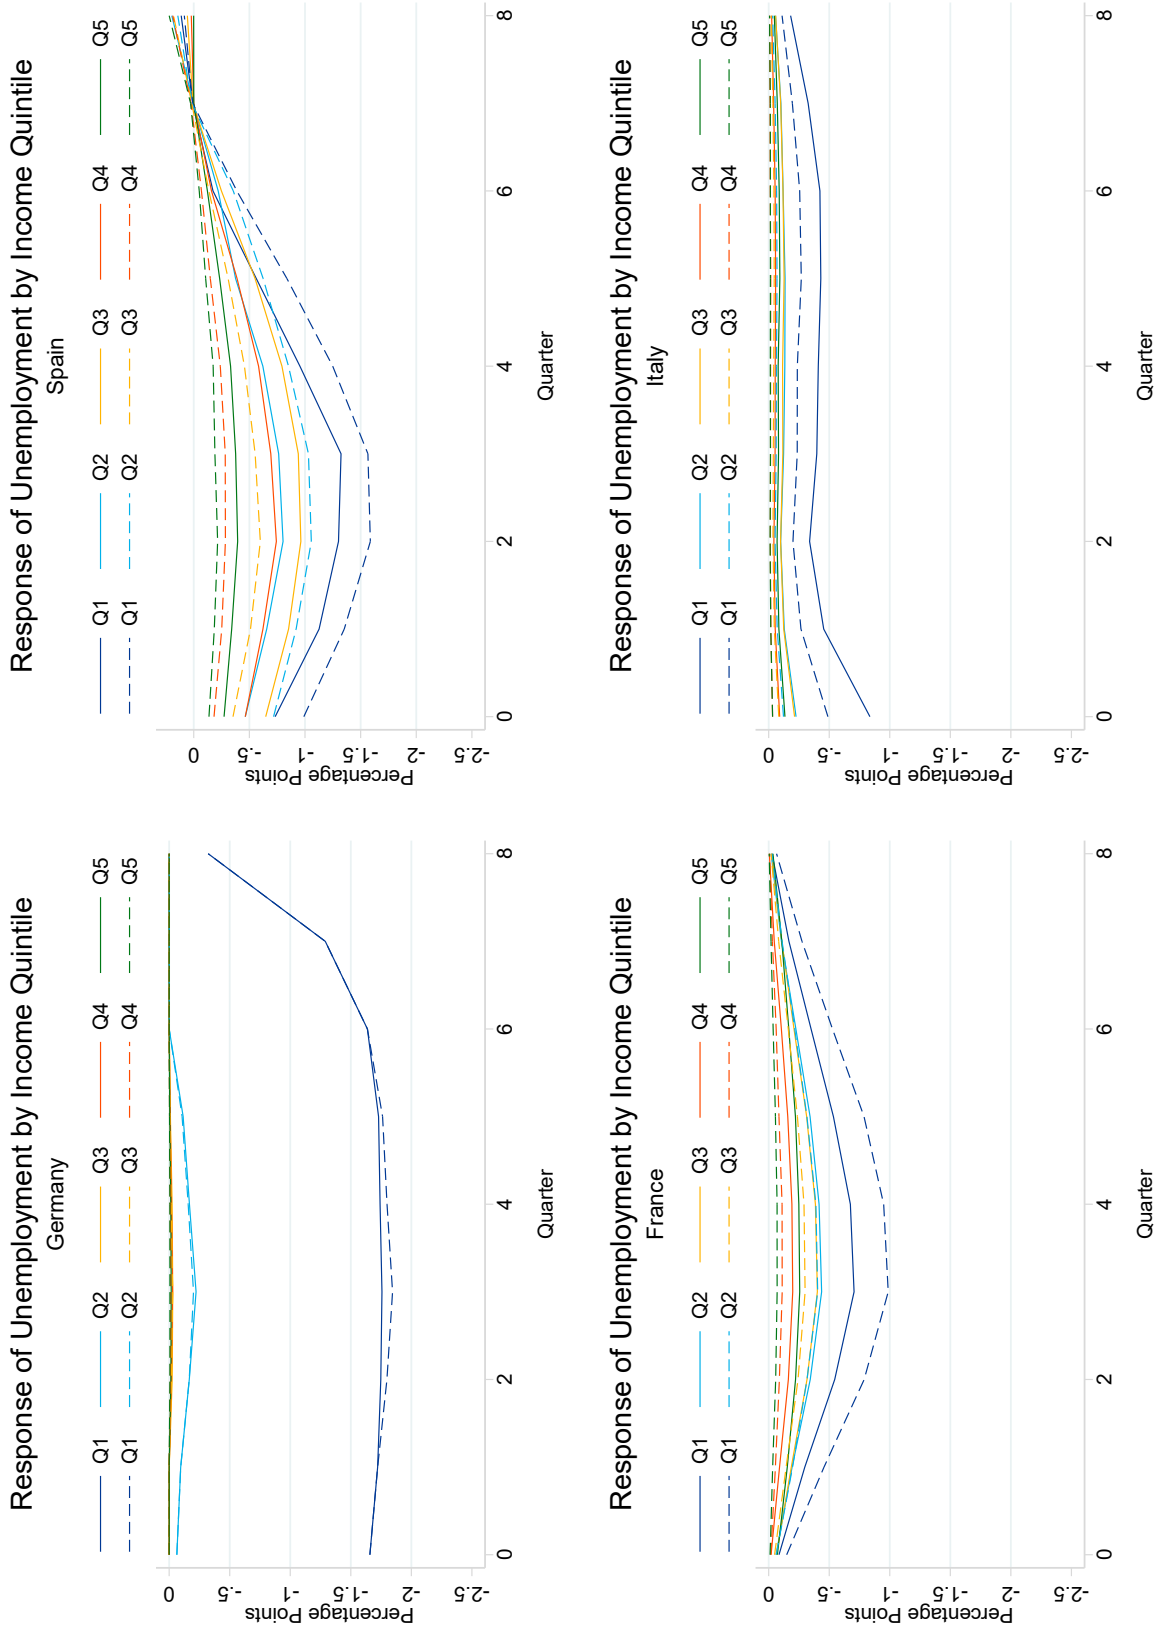 Response of Unemployment by Income Quintile
Germany
Q1 Q2 Q3 Q4 Q5
Q1 Q2 Q3 Q4 Q5
Percentage Points
0
-.5
-1
-1.5
-2
-2.5
0 2 4 6 8
Quarter
Response of Unemployment by Income Quintile
Spain
Q1 Q2 Q3 Q4 Q5
Q1 Q2 Q3 Q4 Q5
Percentage Points
0
-.5
-1
-1.5
-2
-2.5
0 2 4 6 8
Quarter
Response of Unemployment by Income Quintile
France
Q1 Q2 Q3 Q4 Q5
Q1 Q2 Q3 Q4 Q5
Percentage Points
0
-.5
-1
-1.5
-2
-2.5
0 2 4 6 8
Quarter
Response of Unemployment by Income Quintile
Italy
Q1 Q2 Q3 Q4 Q5
Q1 Q2 Q3 Q4 Q5
Percentage Points
0
-.5
-1
-1.5
-2
-2.5
0 2 4 6 8
Quarter